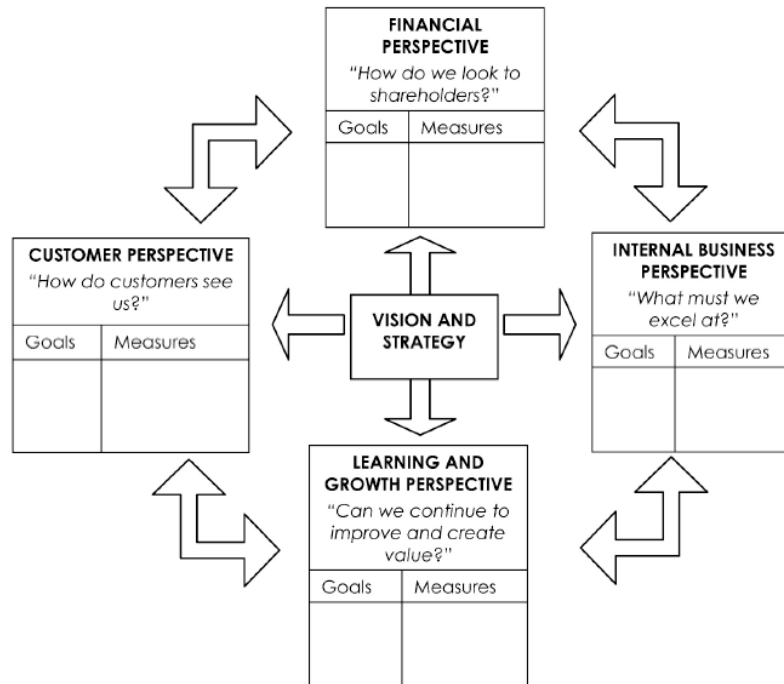 FINANCIAL
PERSPECTIVE
“How do we look to
shareholders?”
Goals Measures
CUSTOMER PERSPECTIVE
“How do customers see
us?”
Goals Measures
VISION AND
STRATEGY
INTERNAL BUSINESS
PERSPECTIVE
“What must we
excel at?”
Goals Measures
LEARNING AND
GROWTH PERSPECTIVE
“Can we continue to
improve and create
value?”
Goals Measures